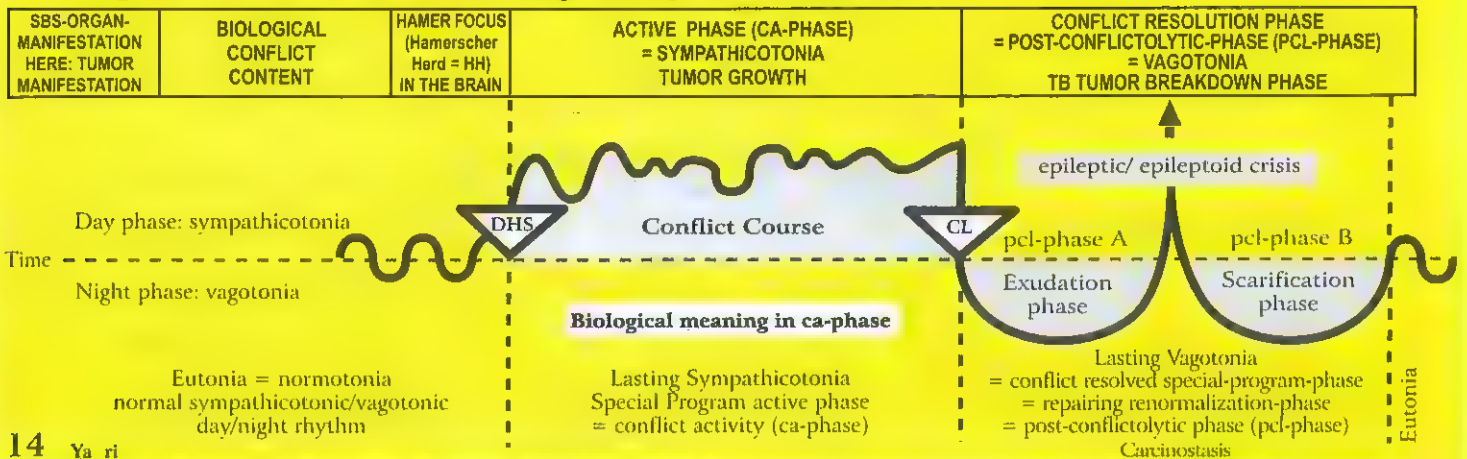 SBS-ORGAN-
MANIFESTATION
HERE: TUMOR
MANIFESTATION
BIOLOGICAL
CONFLICT
CONTENT
HAMER FOCUS
(Hamerscher
Herd = HH)
IN THE BRAIN
ACTIVE PHASE (CA-PHASE)
= SYMPATHICOTONIA
TUMOR GROWTH
CONFLICT RESOLUTION PHASE
= POST-CONFLICTOLYTIC-PHASE (PCL-PHASE)
= VAGOTONIA
TB TUMOR BREAKDOWN PHASE
epileptic/ epileptoid crisis
Day phase: sympathicotonia
DHS
Conflict Course
CL
pcl-phase A
pcl-phase B
Time
Night phase: vagotonia
Exudation
phase
Scarification
phase
Biological meaning in ca-phase
Eutonia = normotonia
normal sympathicotonic/vagotonic
day/night rhythm
Lasting Sympathicotonia
Special Program active phase
= conflict activity (ca-phase)
Lasting Vagotonia
= conflict resolved special-program-phase
= repairing renormalization-phase
= post-conflictolytic phase (pcl-phase)
Carcinostasis
Eutonia
14